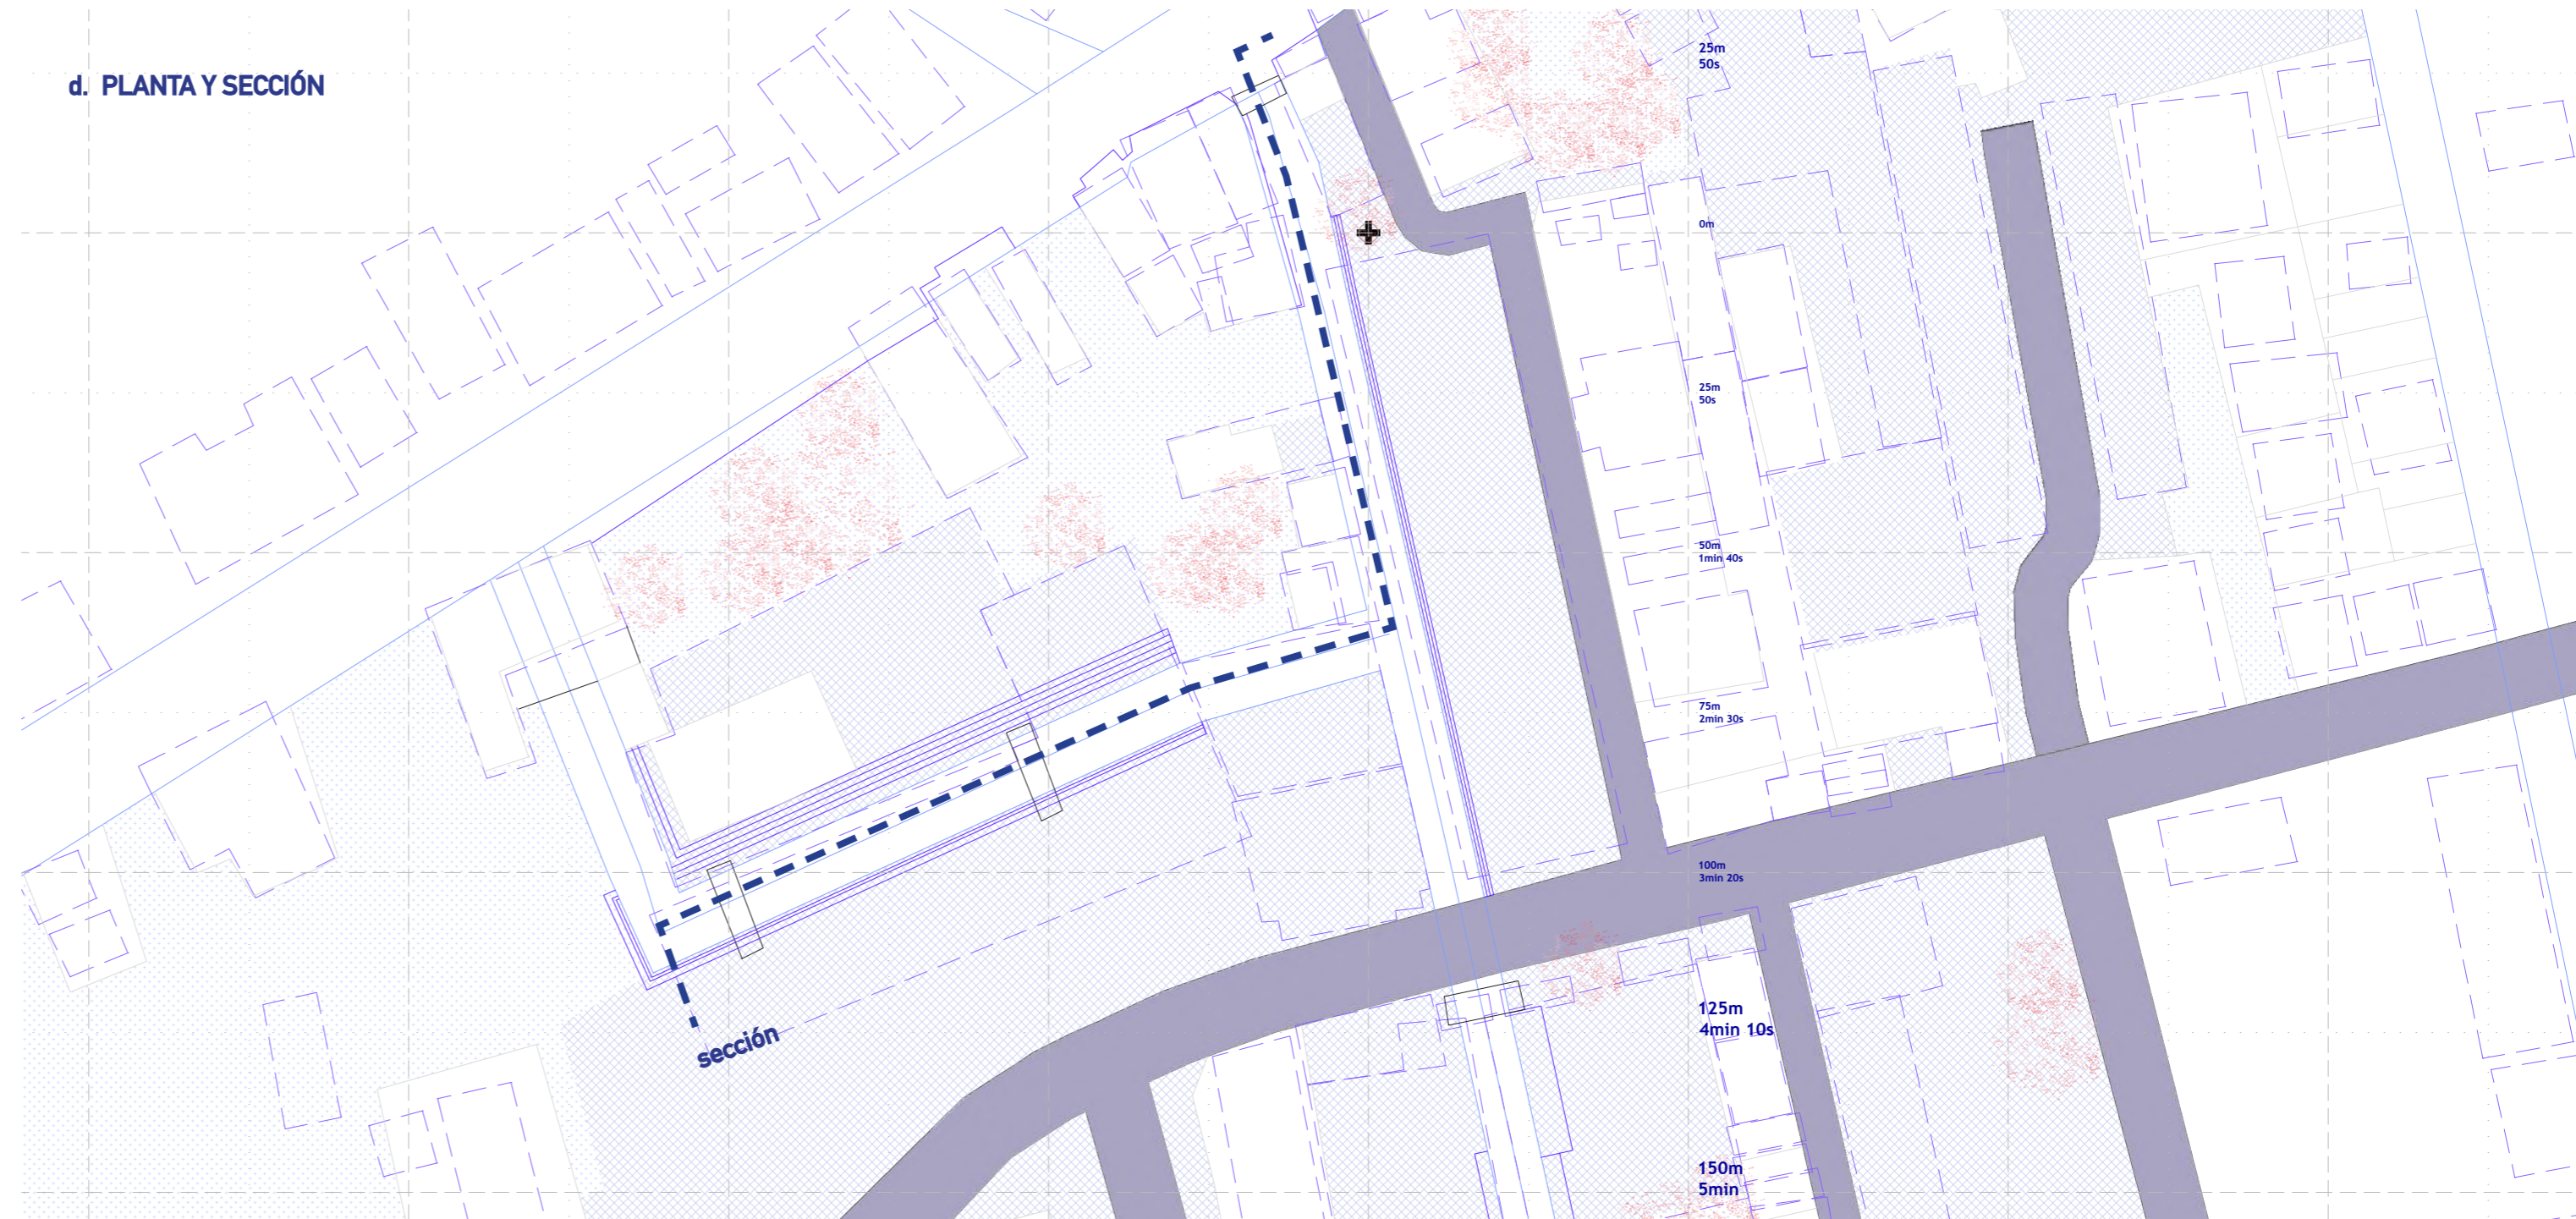 d. PLANTA Y SECCIÓN
25m
50s
0m
25m
50s
50m
1min 40s
75m
2min 30s
100m
3min 20s
125m
4min 10s
sección
150m
5min